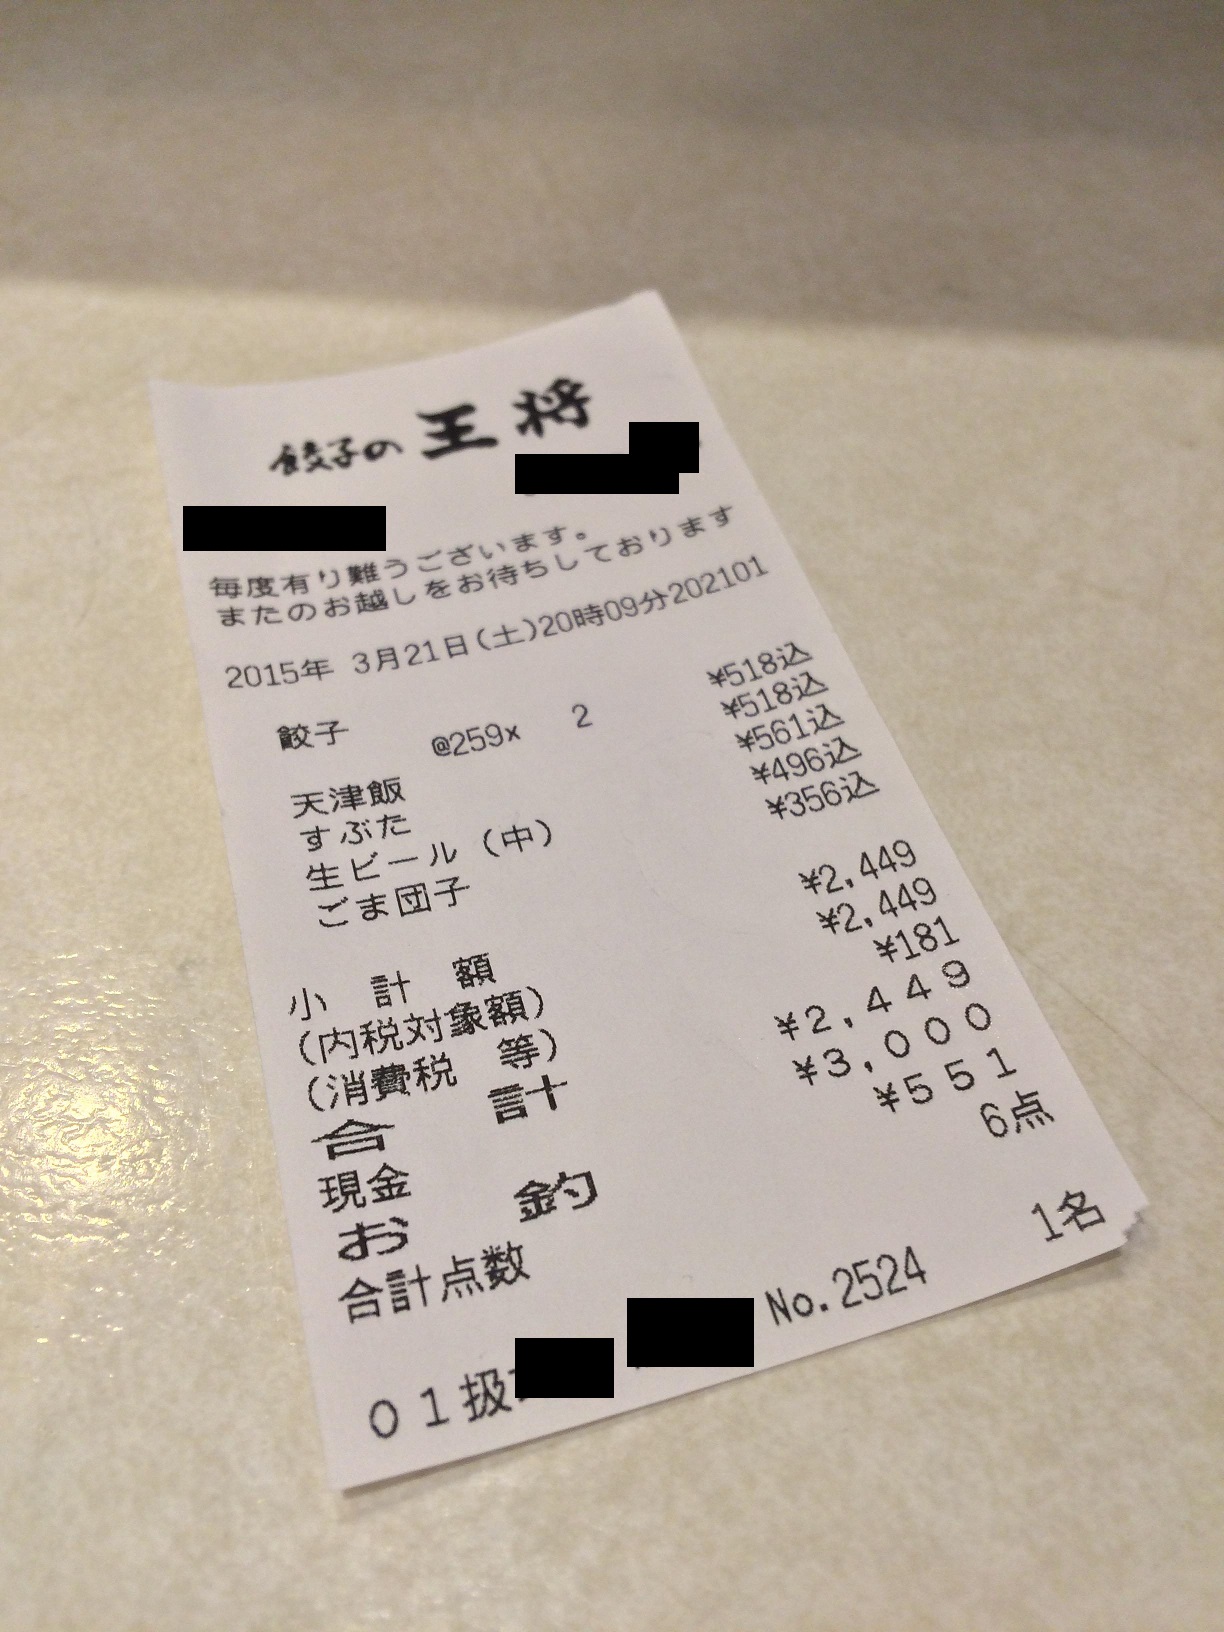 餃子の王将
毎度有り難うございます。
またのお越しをお待ちしております
2015年 3月21日(土)20時09分202101
餃子
@259x 2 ¥518込
天津飯 ¥518込
すぶた ¥561込
生ビール(中) ¥496込
ごま団子 ¥356込
小 計 額 ¥2,449
(内税対象額) ¥2,449
(消費税 等) ¥181
合 計 ¥2,449
現金 ¥3,000
お 釣 ¥551
合計点数 6点
1名
01扱 No.2524